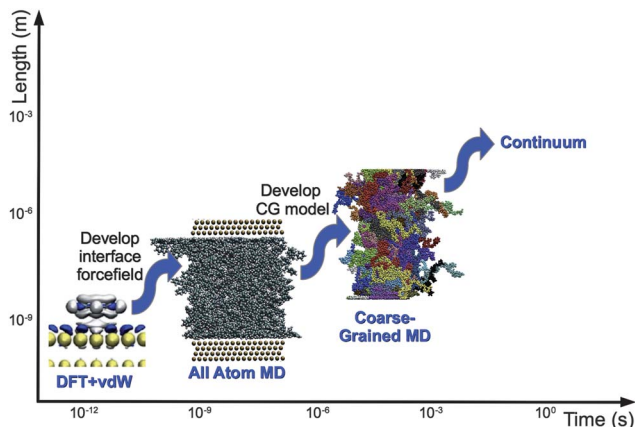 Length (m)
10-3
Continuum
Develop
CG model
10-6
Develop
interface
forcefield
10-9
Coarse-
Grained MD
All Atom MD
DFT+vdW
10-12
10-9
10-6
10-3
100
Time (s)